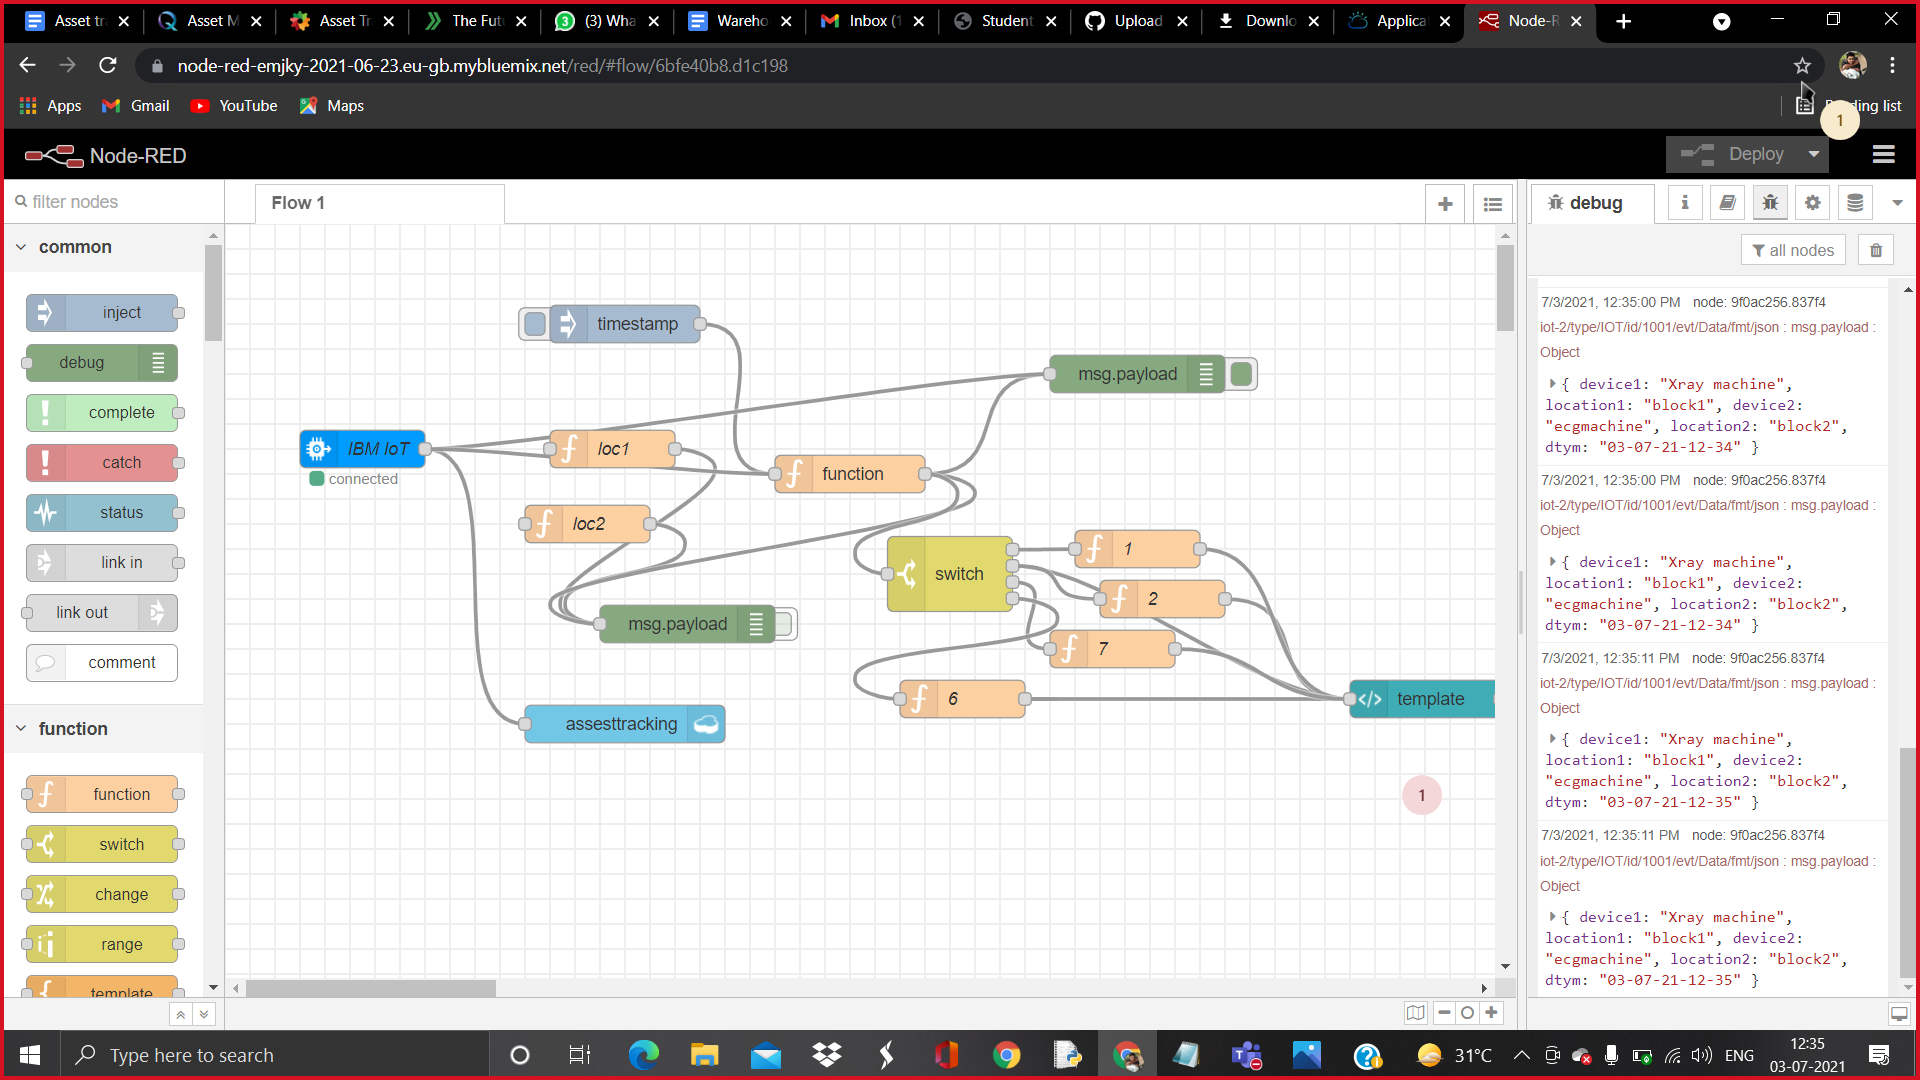 Asset tra
Asset M
Asset Tr
The Futu
(3) Wha
Wareho
Inbox (1
Student
Upload
Downlo
Applica
Node-R
node-red-emjky-2021-06-23.eu-gb.mybluemix.net/red/#flow/6bfe40b8.d1c198
Apps
Gmail
YouTube
Maps
ding list
1
Node-RED
Deploy
filter nodes
Flow 1
debug
all nodes
common
inject
debug
complete
catch
status
link in
link out
comment
function
function
switch
change
range
template
timestamp
msg.payload
IBM IoT
connected
loc1
function
loc2
switch
1
2
7
6
msg.payload
template
assesttracking
1
7/3/2021, 12:35:00 PM node: 9f0ac256.837f4
iot-2/type/IOT/id/1001/evt/Data/fmt/json : msg.payload :
Object
{ device1: "Xray machine",
location1: "block1", device2:
"ecgmachine", location2: "block2",
dtym: "03-07-21-12-34" }
7/3/2021, 12:35:00 PM node: 9f0ac256.837f4
iot-2/type/IOT/id/1001/evt/Data/fmt/json : msg.payload :
Object
{ device1: "Xray machine",
location1: "block1", device2:
"ecgmachine", location2: "block2",
dtym: "03-07-21-12-34" }
7/3/2021, 12:35:11 PM node: 9f0ac256.837f4
iot-2/type/IOT/id/1001/evt/Data/fmt/json : msg.payload :
Object
{ device1: "Xray machine",
location1: "block1", device2:
"ecgmachine", location2: "block2",
dtym: "03-07-21-12-35" }
7/3/2021, 12:35:11 PM node: 9f0ac256.837f4
iot-2/type/IOT/id/1001/evt/Data/fmt/json : msg.payload :
Object
{ device1: "Xray machine",
location1: "block1", device2:
"ecgmachine", location2: "block2",
dtym: "03-07-21-12-35" }
Type here to search
31°C
ENG
12:35
03-07-2021